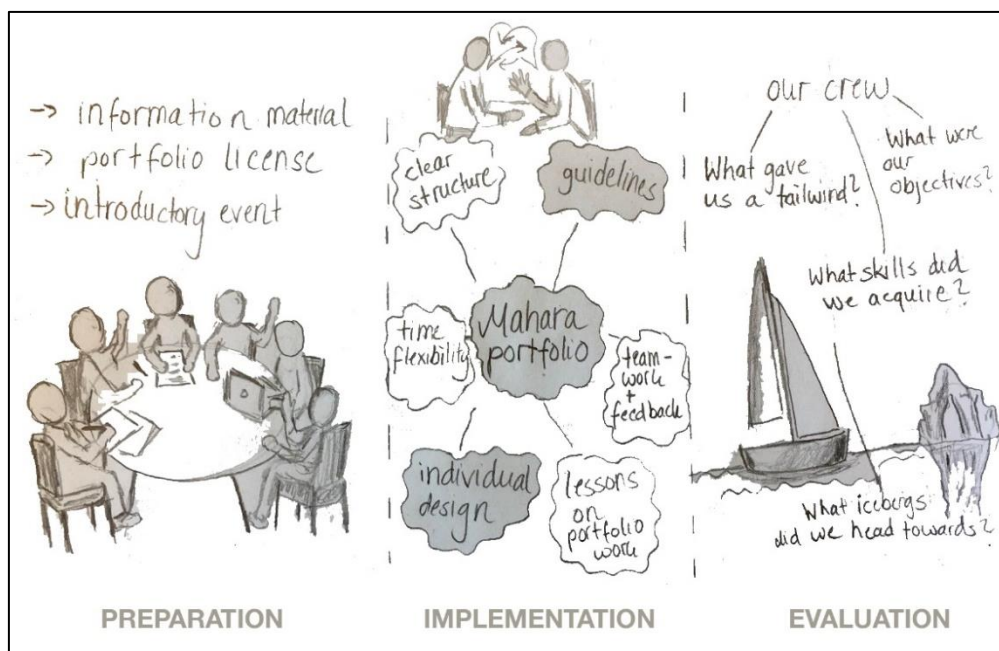 → information material
→ portfolio license
→ introductory event
PREPARATION
clear
structure
guidelines
Mahara
portfolio
time
flexibility
team-
work
+
feedback
individual
design
lessons
on
portfolio
work
IMPLEMENTATION
our crew
What gave
us a tailwind?
What were
our
objectives?
What skills did
we acquire?
What icebergs
did we head towards?
EVALUATION